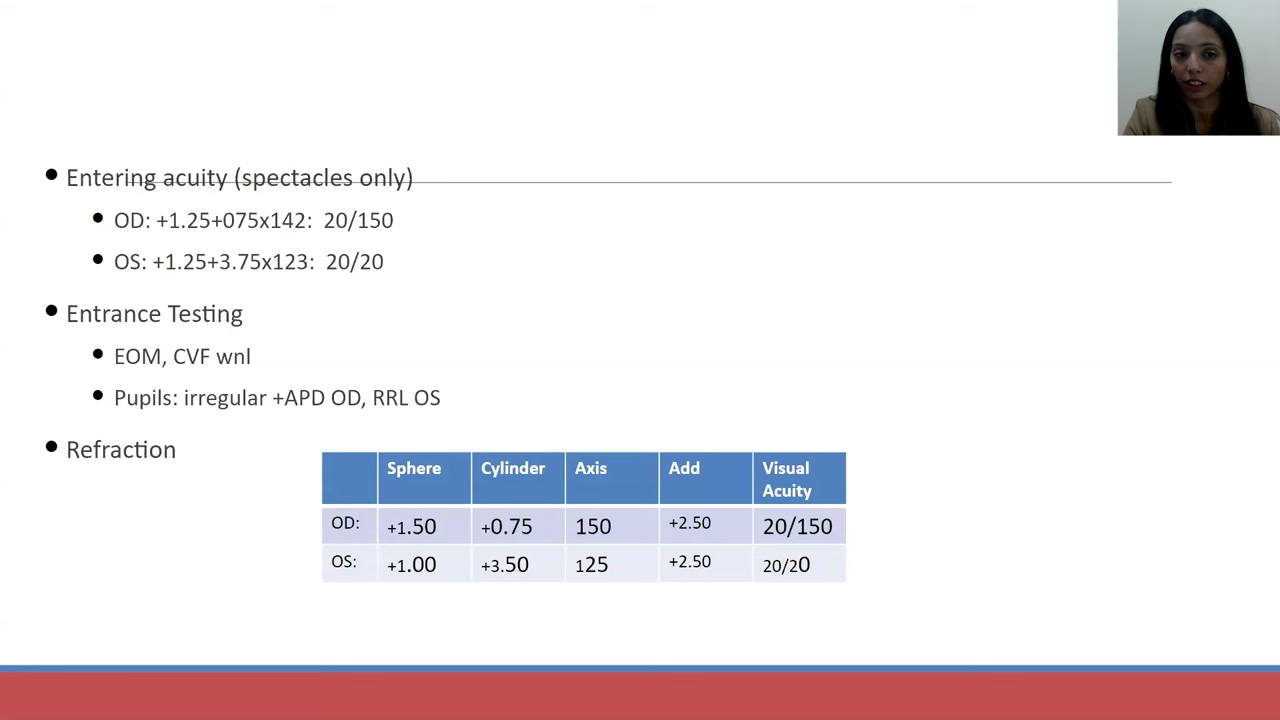 Entering acuity (spectacles only)
OD: +1.25+075x142: 20/150
OS: +1.25+3.75x123: 20/20
Entrance Testing
EOM, CVF wnl
Pupils: irregular +APD OD, RRL OS
Refraction
Sphere Cylinder Axis Add Visual Acuity
OD: +1.50 +0.75 150 +2.50 20/150
OS: +1.00 +3.50 125 +2.50 20/20